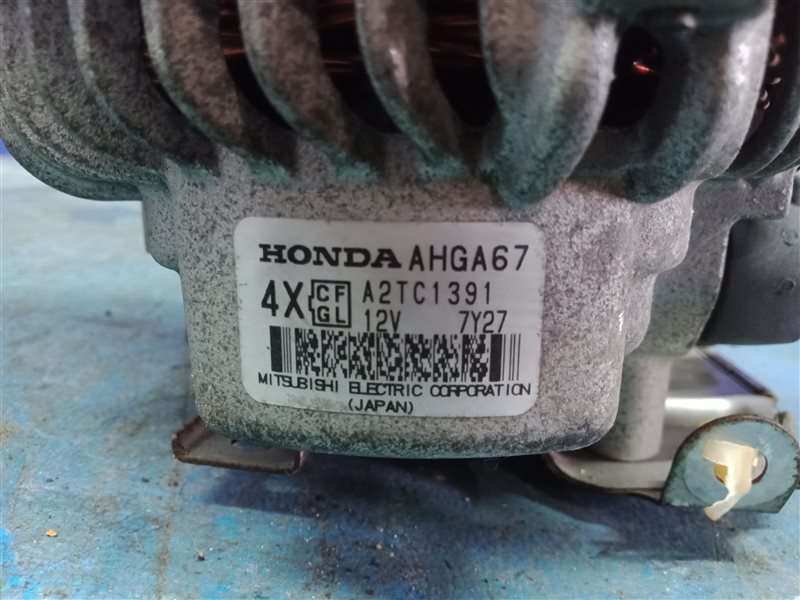 HONDA AHGA67
4X CF GL A2TC1391
12V 7Y27
MITSUBISHI ELECTRIC CORPORATION
(JAPAN)